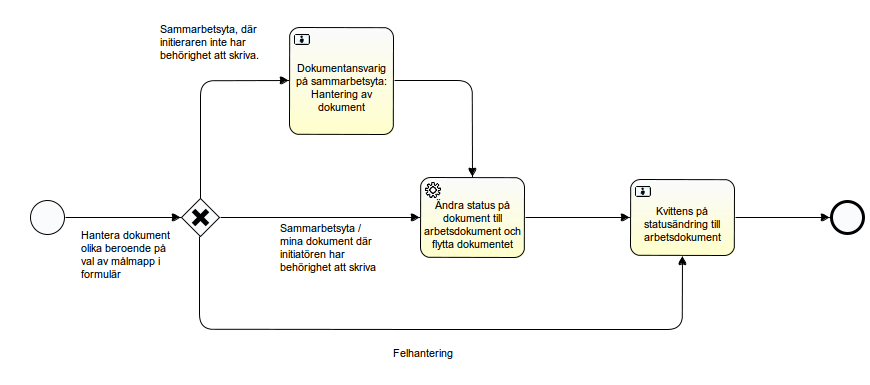 Sammarbetsyta, där
initieraren inte har
behörighet att skriva.
Dokumentansvarig
på sammarbetsyta:
Hantering av
dokument
Hantera dokument
olika beroende på
val av målmapp i
formulär
Sammarbetsyta /
mina dokument där
initiatören har
behörighet att skriva
Ändra status på
dokument till
arbetsdokument och
flytta dokumentet
Kvittens på
statusändring till
arbetsdokument
Felhantering